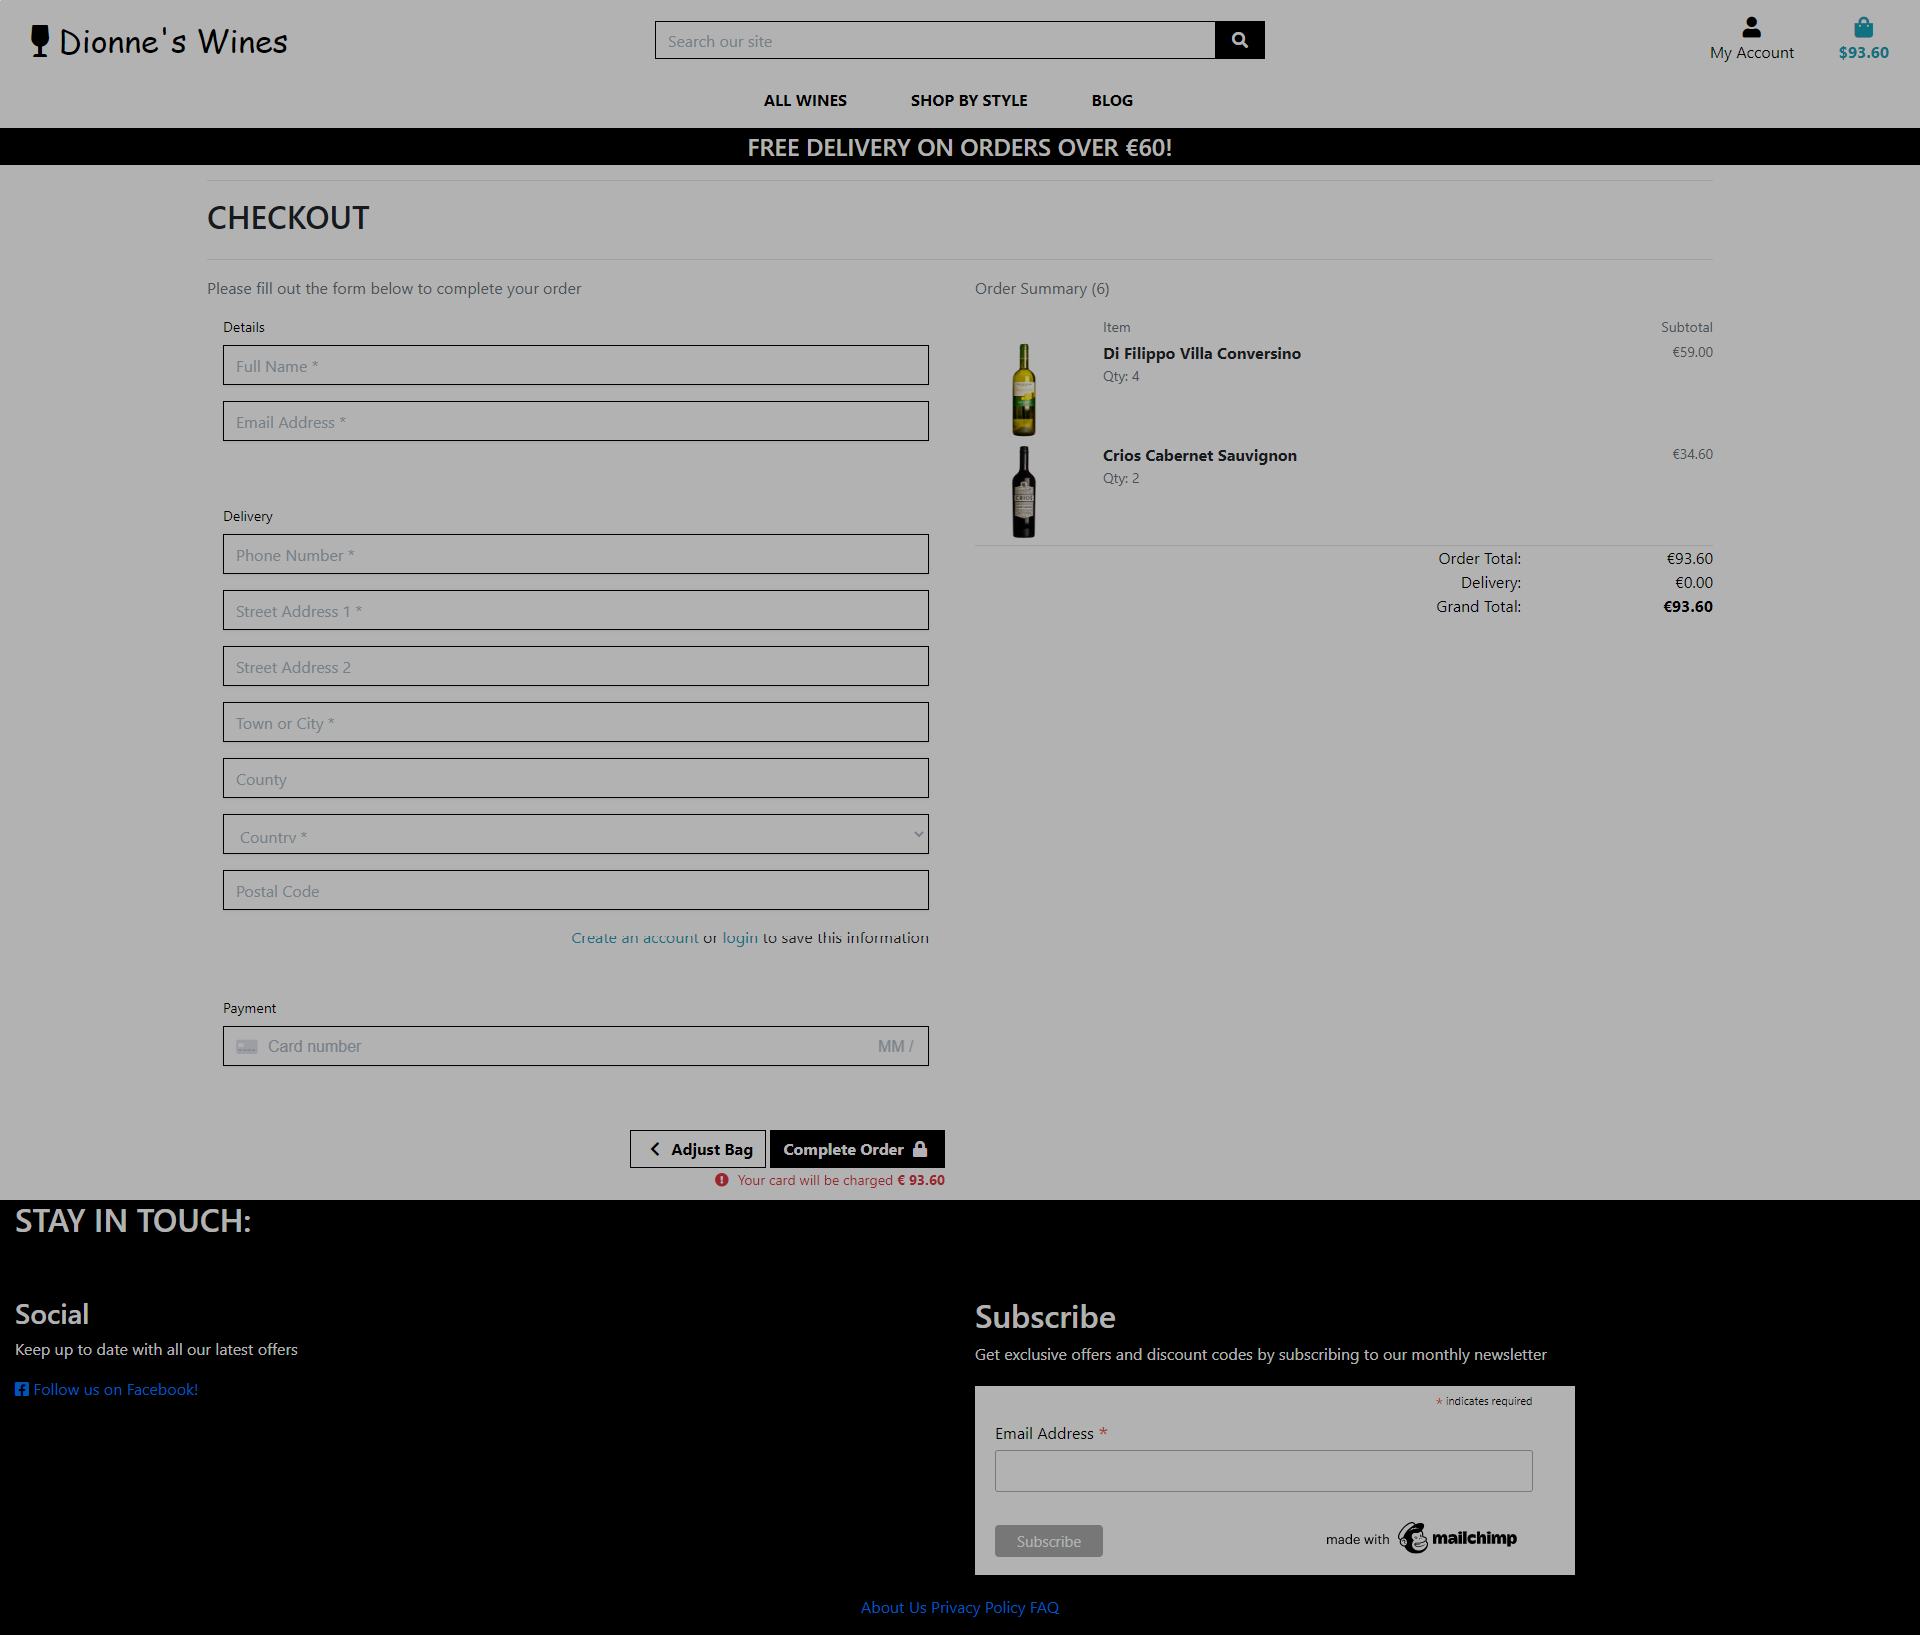 Dionne's Wines
Search our site
My Account
$93.60
ALL WINES
SHOP BY STYLE
BLOG
FREE DELIVERY ON ORDERS OVER €60!
CHECKOUT
Please fill out the form below to complete your order
Details
Full Name *
Email Address *
Delivery
Phone Number *
Street Address 1 *
Street Address 2
Town or City *
County
Country *
Postal Code
Create an account or login to save this information
Payment
Card number
MM /
Adjust Bag
Complete Order
Your card will be charged € 93.60
Order Summary (6)
Item
Subtotal
Di Filippo Villa Conversino
€59.00
Qty: 4
Crios Cabernet Sauvignon
€34.60
Qty: 2
CRIOS
Order Total:
€93.60
Delivery:
€0.00
Grand Total:
€93.60
STAY IN TOUCH:
Social
Keep up to date with all our latest offers
Follow us on Facebook!
Subscribe
Get exclusive offers and discount codes by subscribing to our monthly newsletter
* indicates required
Email Address *
Subscribe
made with mailchimp
About Us Privacy Policy FAQ